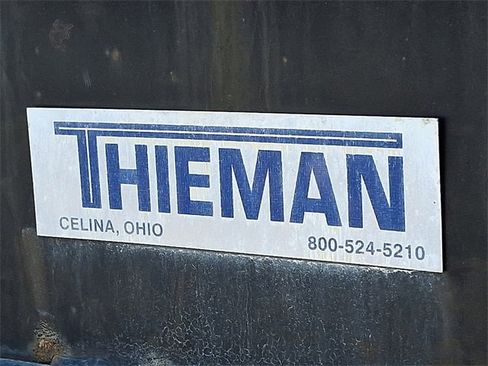 THIEMAN
CELINA, OHIO
800-524-5210